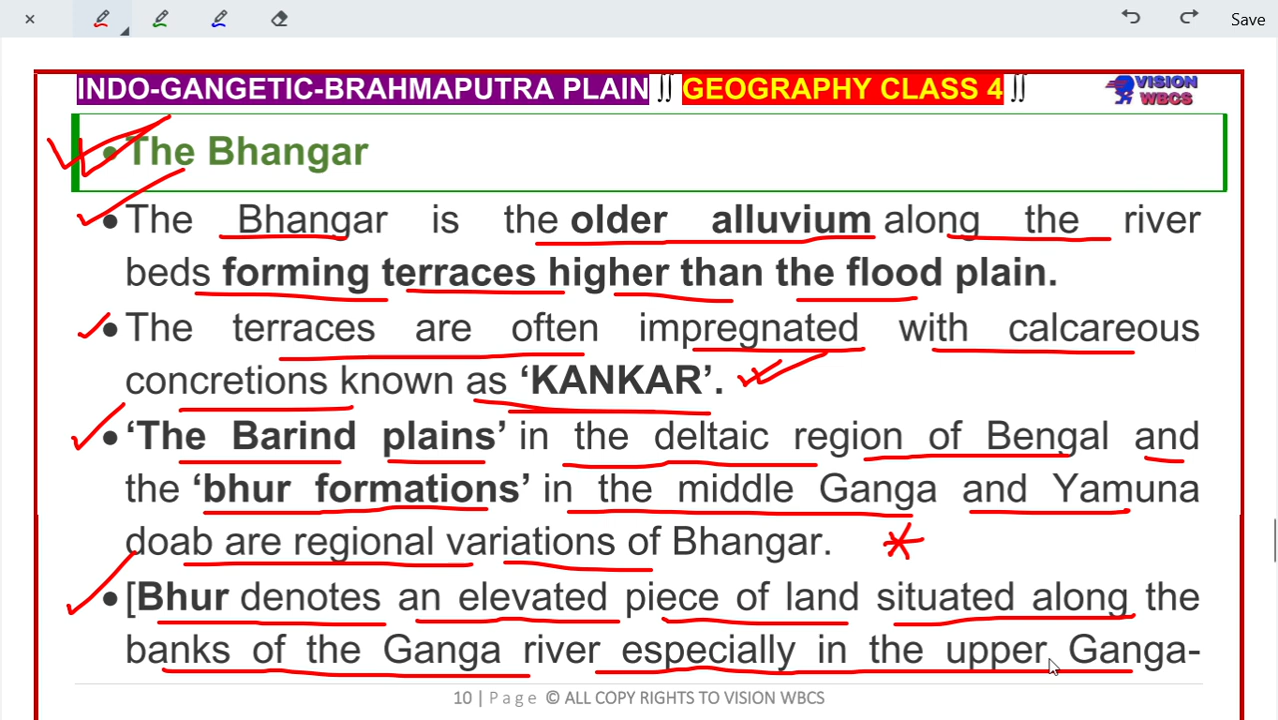 Save
INDO-GANGETIC-BRAHMAPUTRA PLAIN GEOGRAPHY CLASS 4
VISION
WBCS
• The Bhangar
• The Bhangar is the older alluvium along the river
beds forming terraces higher than the flood plain.
• The terraces are often impregnated with calcareous
concretions known as ‘KANKAR’.
• ‘The Barind plains’ in the deltaic region of Bengal and
the ‘bhur formations’ in the middle Ganga and Yamuna
doab are regional variations of Bhangar.
• [Bhur denotes an elevated piece of land situated along the
banks of the Ganga river especially in the upper Ganga-
10 | Page © ALL COPY RIGHTS TO VISION WBCS